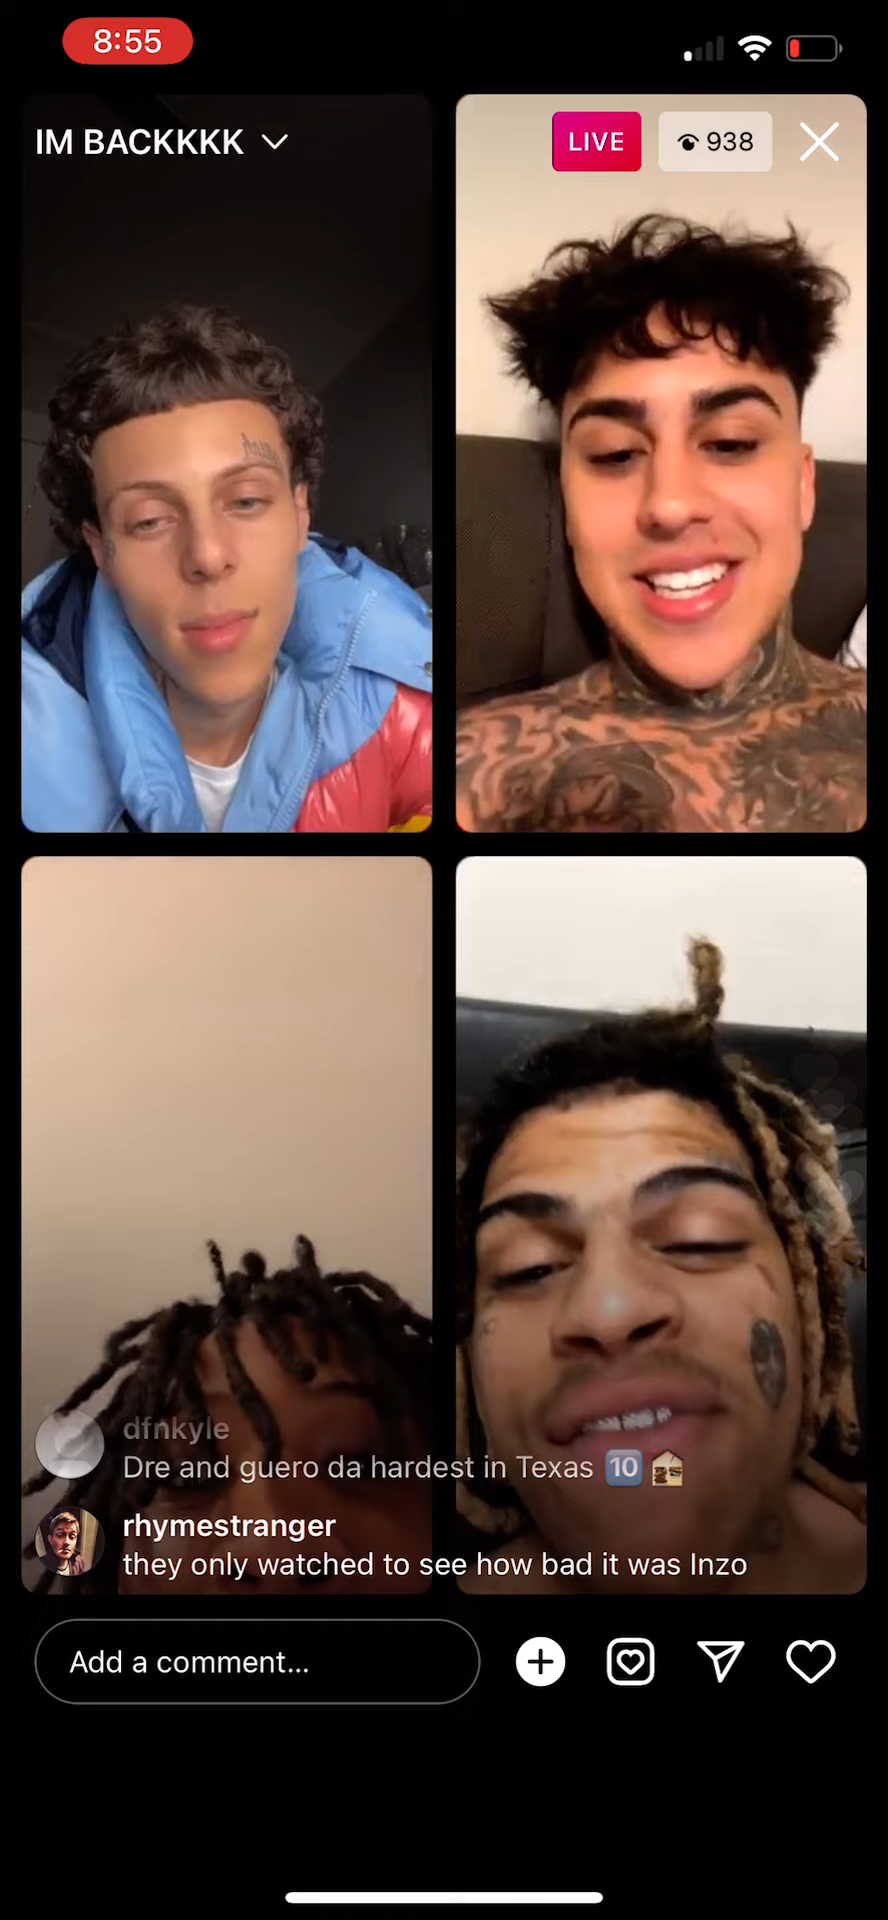 8:55
IM BACKKKK
LIVE
938
dfnkyle
Dre and guero da hardest in Texas 🔟
rhymestranger
they only watched to see how bad it was Inzo
Add a comment...